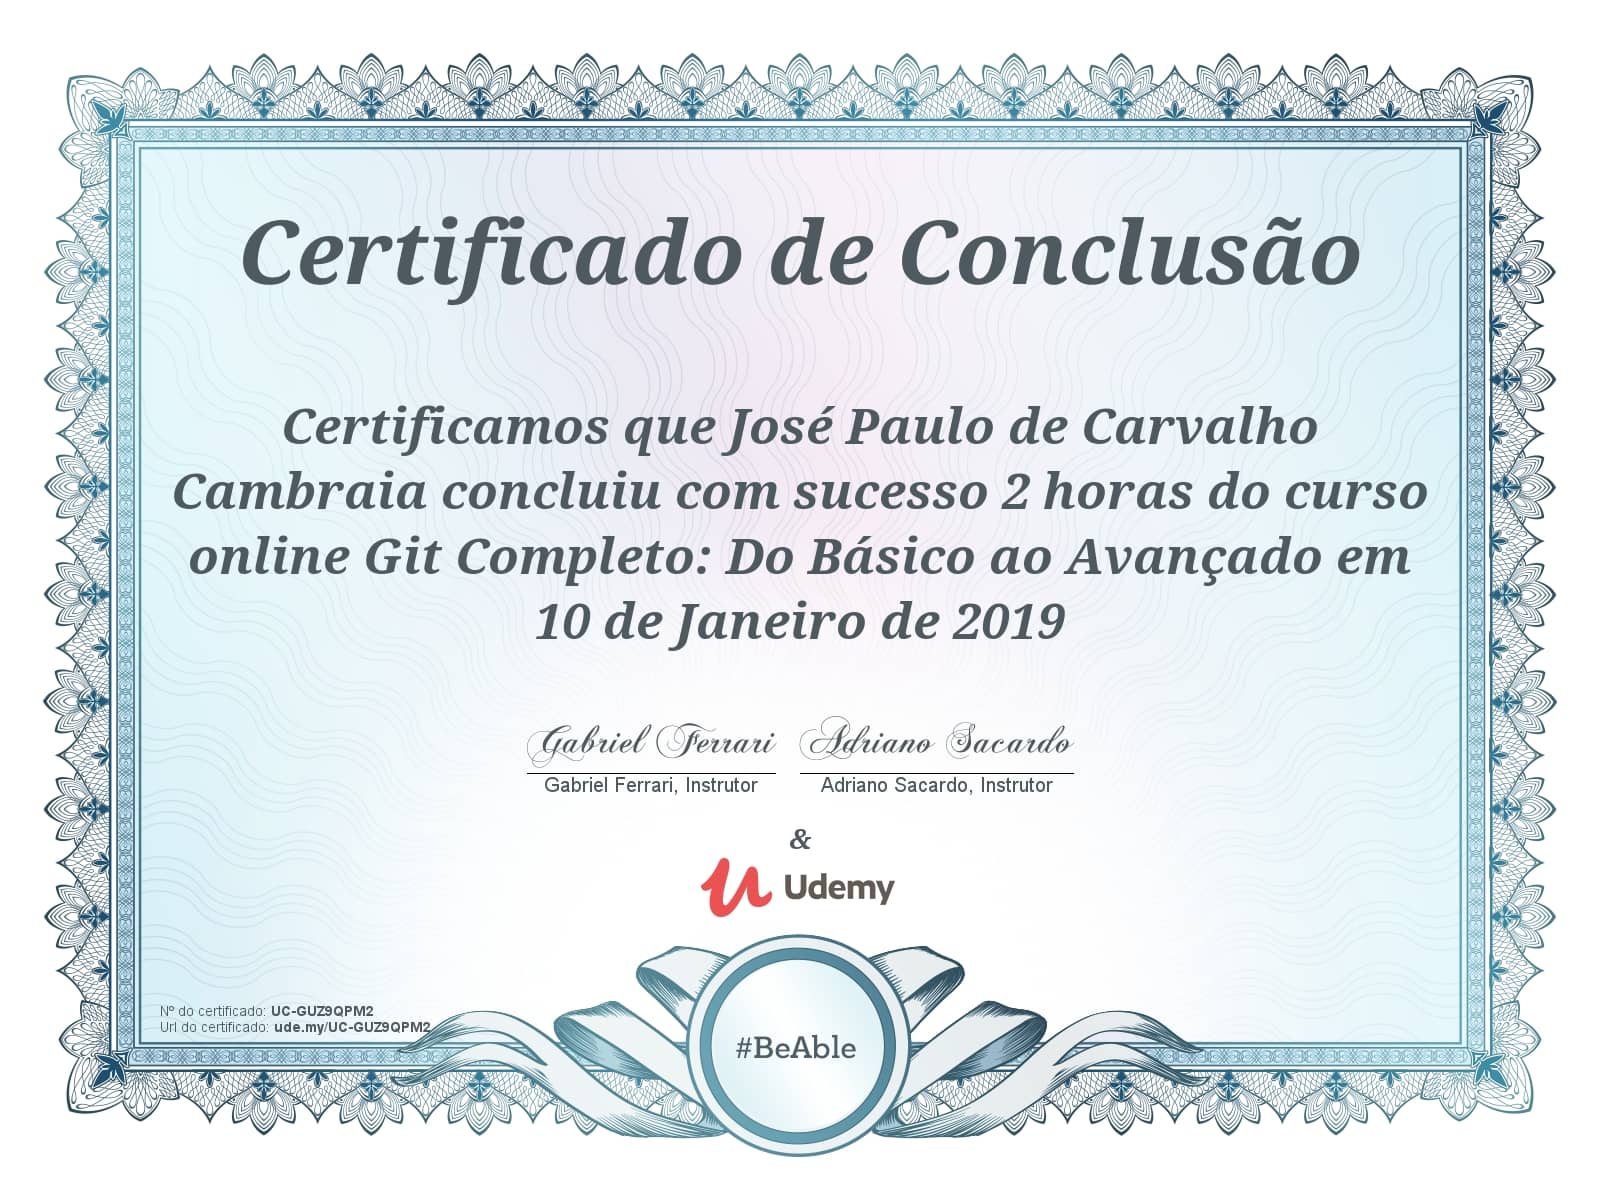 Certificado de Conclusão
Certificamos que José Paulo de Carvalho
Cambraia concluiu com sucesso 2 horas do curso
online Git Completo: Do Básico ao Avançado em
10 de Janeiro de 2019
Gabriel Ferrari Adriano Sacardo
Gabriel Ferrari, Instrutor Adriano Sacardo, Instrutor
&
Udemy
Nº do certificado: UC-GUZ9QPM2
Url do certificado: ude.my/UC-GUZ9QPM2
#BeAble